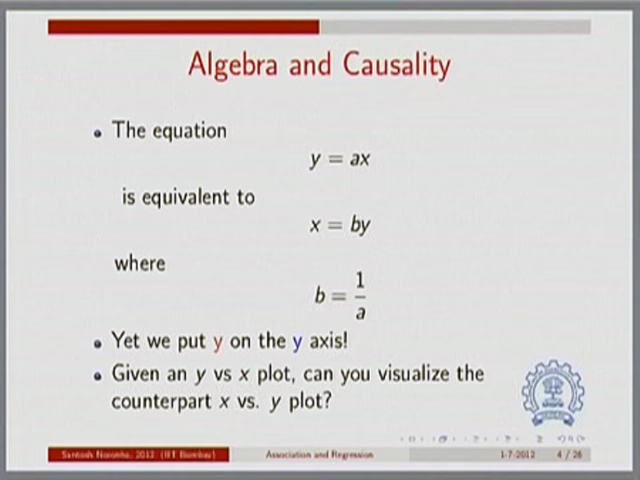 Algebra and Causality
The equation
y = ax
is equivalent to
x = by
where
b = 1/a
Yet we put y on the y axis!
Given an y vs x plot, can you visualize the
counterpart x vs. y plot?
Santosh Noronha, 2012 (IIT Bombay) Association and Regression 1-7-2012 4 / 26